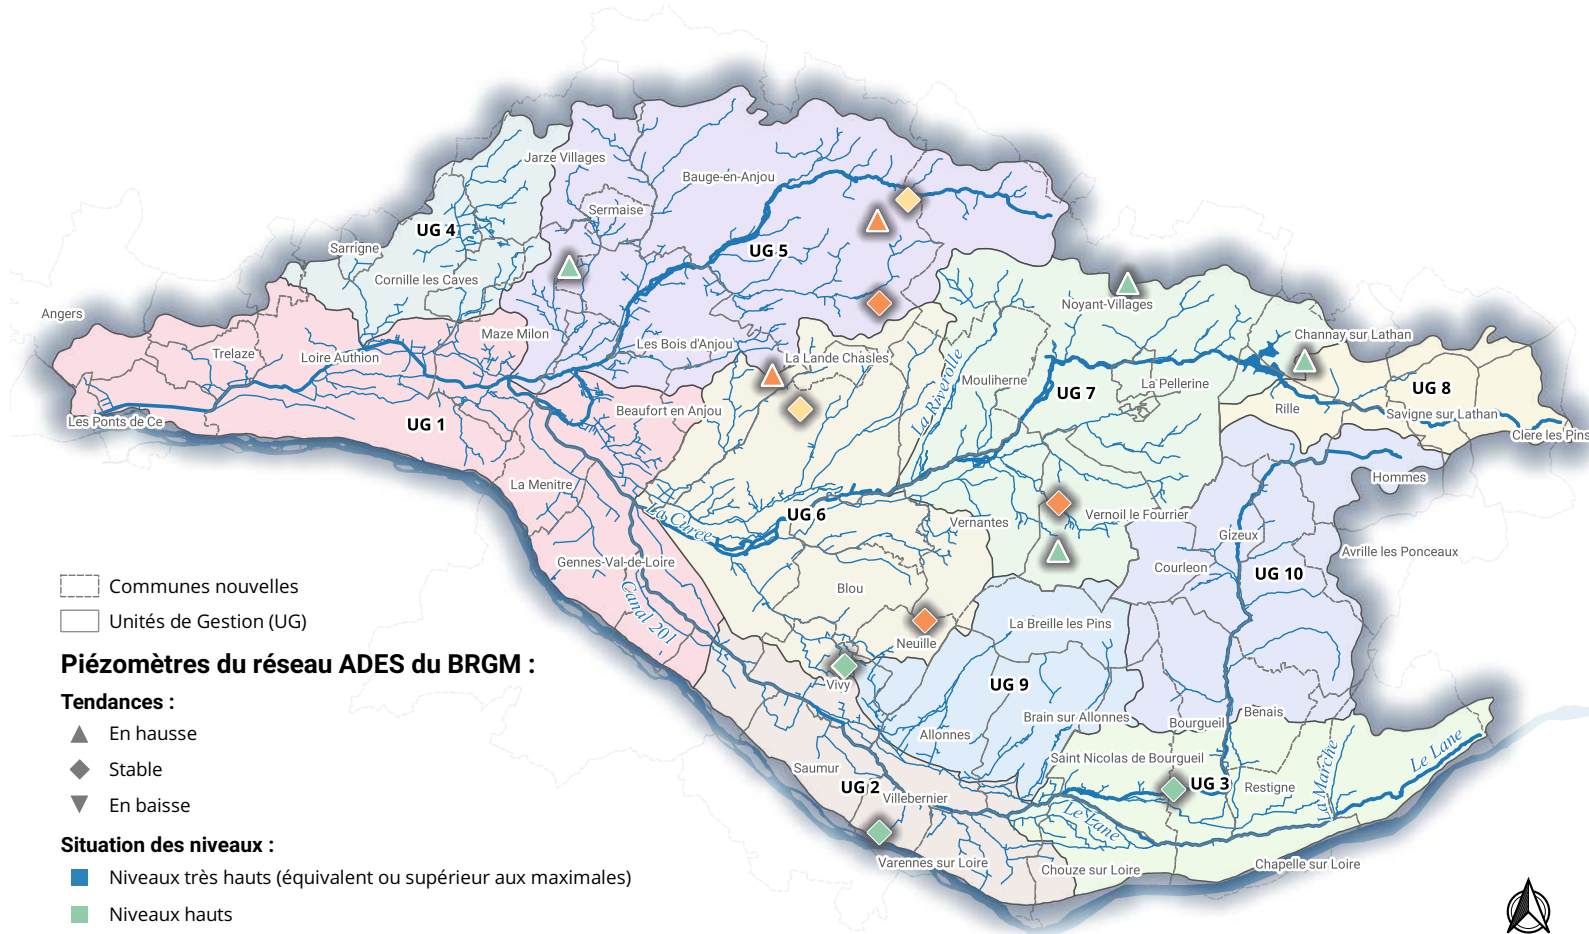 Jarze Villages
Bauge-en-Anjou
Sermaise
UG 4
Sarrigne
UG 5
Cornille les Caves
Noyant-Villages
Angers
Maze Milon
Channay sur Lathan
Les Bois d'Anjou
Trelaze
Loire Authion
La Lande Chasles
La Riverolle
Mouliherne
La Pellerine
UG 7
UG 8
Rille
Beaufort en Anjou
Savigne sur Lathan
Les Ponts de Ce
UG 1
Clere les Pins
Hommes
La Menitre
La Curee
UG 6
Vernantes
Vernoil le Fourrier
Gizeux
Avrille les Ponceaux
Gennes-Val-de-Loire
Courleon
UG 10
Canal 201
Blou
La Breille les Pins
Neuille
Vivy
UG 9
Brain sur Allonnes
Benais
Bourgueil
Allonnes
Saint Nicolas de Bourgueil
La Marche
Le Lane
Saumur
UG 2
Villebernier
UG 3
Restigne
Le Lane
Varennes sur Loire
Chouze sur Loire
Chapelle sur Loire
Communes nouvelles
Unités de Gestion (UG)
Piézomètres du réseau ADES du BRGM :
Tendances :
En hausse
Stable
En baisse
Situation des niveaux :
Niveaux très hauts (équivalent ou supérieur aux maximales)
Niveaux hauts